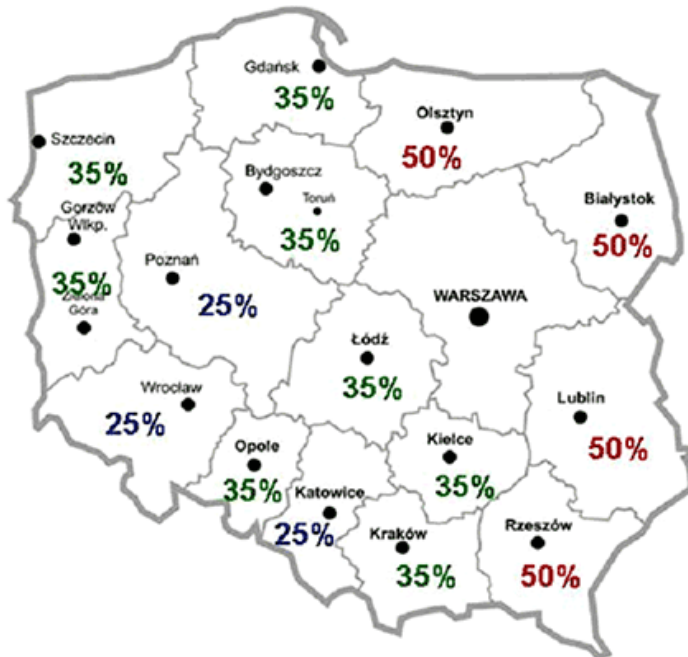 Gdańsk
35%
Olsztyn
50%
Szczecin
35%
Bydgoszcz
Toruń
35%
Białystok
50%
Gorzów
Wlkp.
35%
Zielona
Góra
Poznań
25%
WARSZAWA
Łódź
35%
Wrocław
25%
Lublin
50%
Opole
35%
Kielce
35%
Katowice
25%
Kraków
35%
Rzeszów
50%